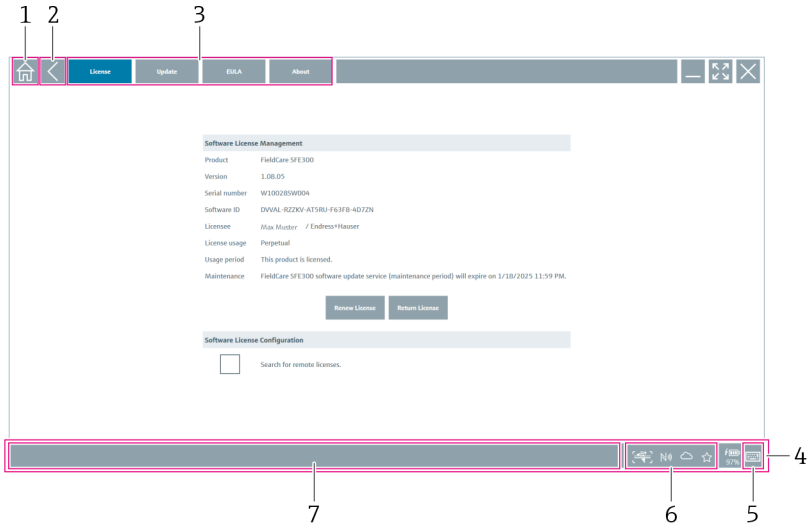 1 2 3
License Update EULA About
Software License Management
Product FieldCare SFE300
Version 1.08.05
Serial number W10028SW004
Software ID DVVAL-RZZKV-AT5RU-F63FB-4D7ZN
Licensee Max Muster / Endress+Hauser
License usage Perpetual
Usage period This product is licensed.
Maintenance FieldCare SFE300 software update service (maintenance period) will expire on 1/18/2025 11:59 PM.
Renew License Return License
Software License Configuration
Search for remote licenses.
97%
4
7 6 5